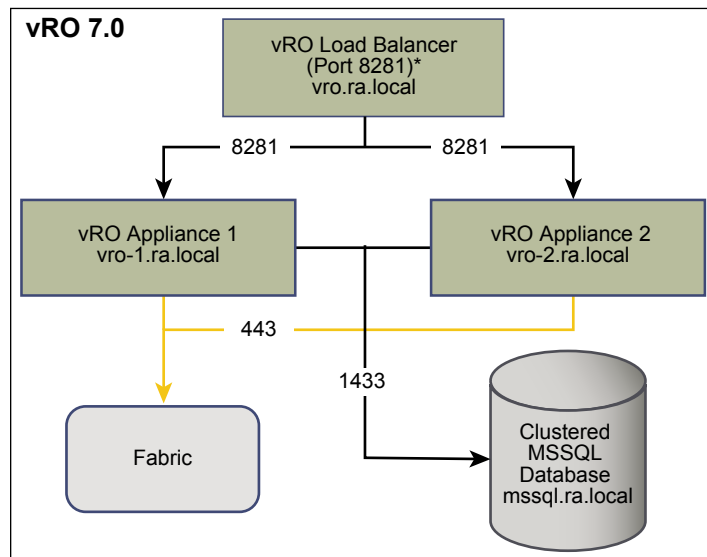 vRO 7.0
vRO Load Balancer
(Port 8281)*
vro.ra.local
8281
8281
vRO Appliance 1
vro-1.ra.local
vRO Appliance 2
vro-2.ra.local
443
1433
Fabric
Clustered
MSSQL
Database
mssql.ra.local